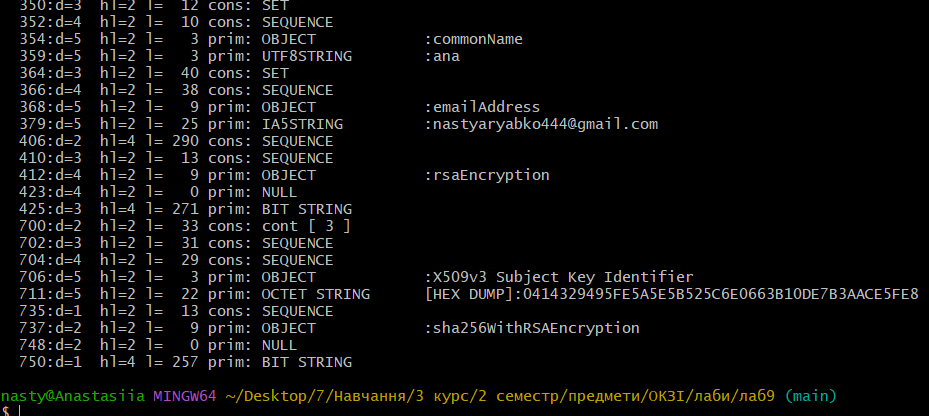 350:d=3  hl=2 l=  12 cons: SET
352:d=4  hl=2 l=  10 cons: SEQUENCE
354:d=5  hl=2 l=   3 prim: OBJECT            :commonName
359:d=5  hl=2 l=   3 prim: UTF8STRING        :ana
364:d=3  hl=2 l=  40 cons: SET
366:d=4  hl=2 l=  38 cons: SEQUENCE
368:d=5  hl=2 l=   9 prim: OBJECT            :emailAddress
379:d=5  hl=2 l=  25 prim: IA5STRING         :nastyaryabko444@gmail.com
406:d=2  hl=4 l= 290 cons: SEQUENCE
410:d=3  hl=2 l=  13 cons: SEQUENCE
412:d=4  hl=2 l=   9 prim: OBJECT            :rsaEncryption
423:d=4  hl=2 l=   0 prim: NULL
425:d=3  hl=4 l= 271 prim: BIT STRING
700:d=2  hl=2 l=  33 cons: cont [ 3 ]
702:d=3  hl=2 l=  31 cons: SEQUENCE
704:d=4  hl=2 l=  29 cons: SEQUENCE
706:d=5  hl=2 l=   3 prim: OBJECT            :X509v3 Subject Key Identifier
711:d=5  hl=2 l=  22 prim: OCTET STRING      [HEX DUMP]:0414329495FE5A5E5B525C6E0663B10DE7B3AACE5FE8
735:d=1  hl=2 l=  13 cons: SEQUENCE
737:d=2  hl=2 l=   9 prim: OBJECT            :sha256WithRSAEncryption
748:d=2  hl=2 l=   0 prim: NULL
750:d=1  hl=4 l= 257 prim: BIT STRING
nasty@Anastasiia MINGW64 ~/Desktop/7/Навчання/3 курс/2 семестр/предмети/ОКЗІ/лаби/лаб9 (main)
$